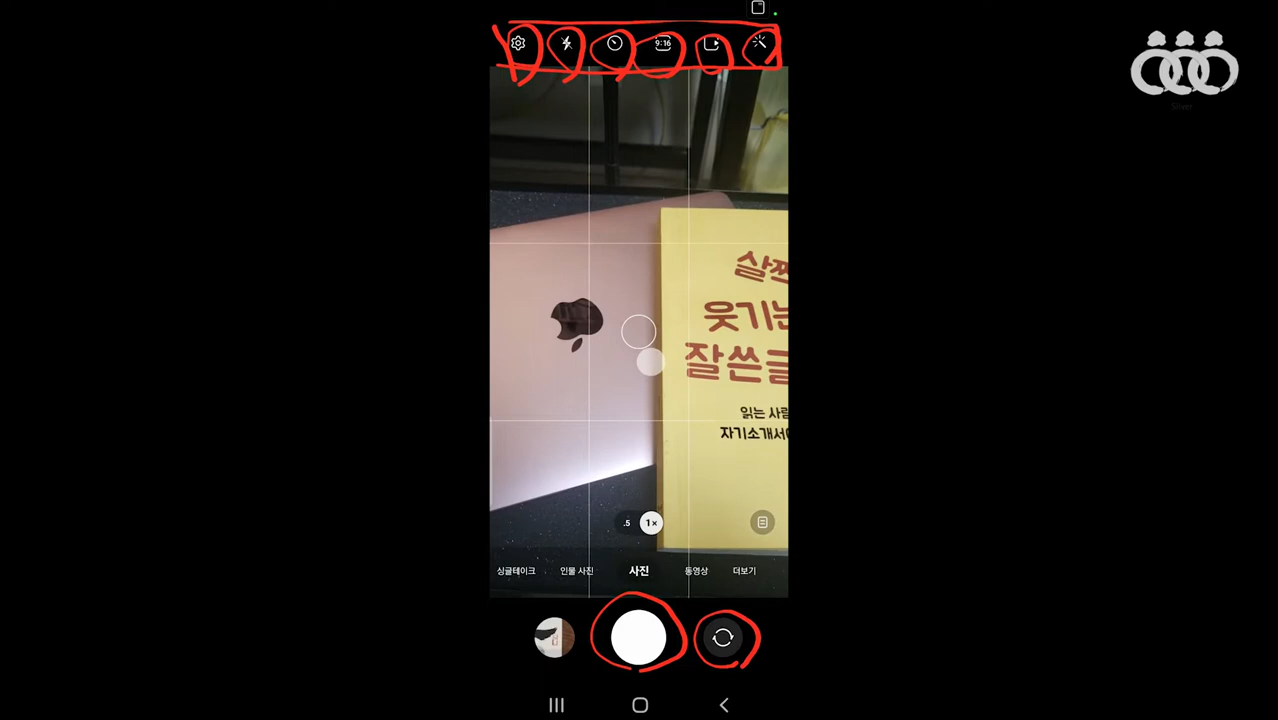 9:16
Silver
살짝
웃기는
잘쓴글
읽는 사람
자기소개서
.5 1×
싱글테이크 인물 사진 사진 동영상 더보기